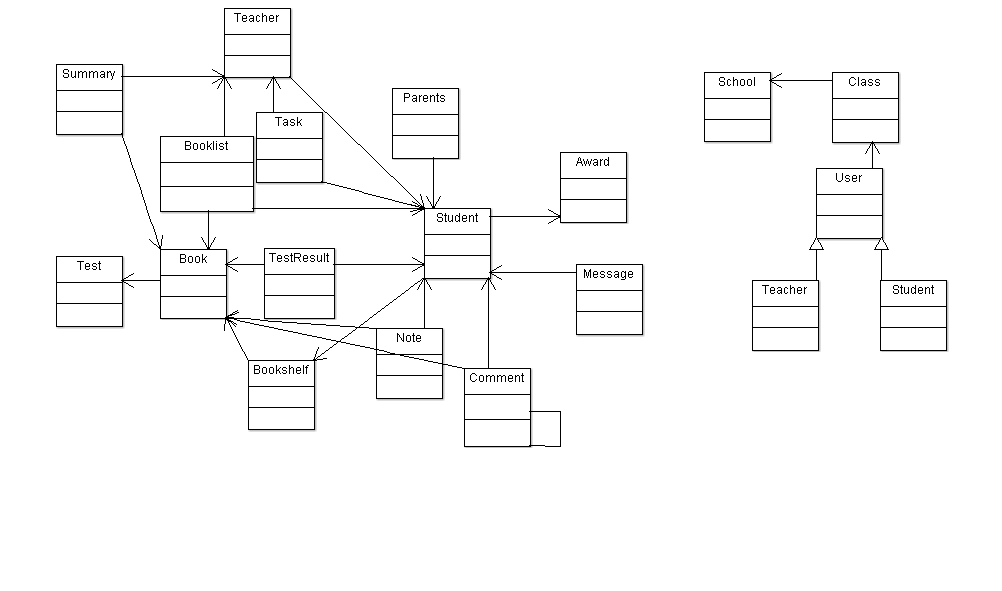 Teacher
Summary
Parents
Task
Booklist
Award
Student
Book
TestResult
Test
Message
Note
Bookshelf
Comment
School
Class
User
Teacher
Student